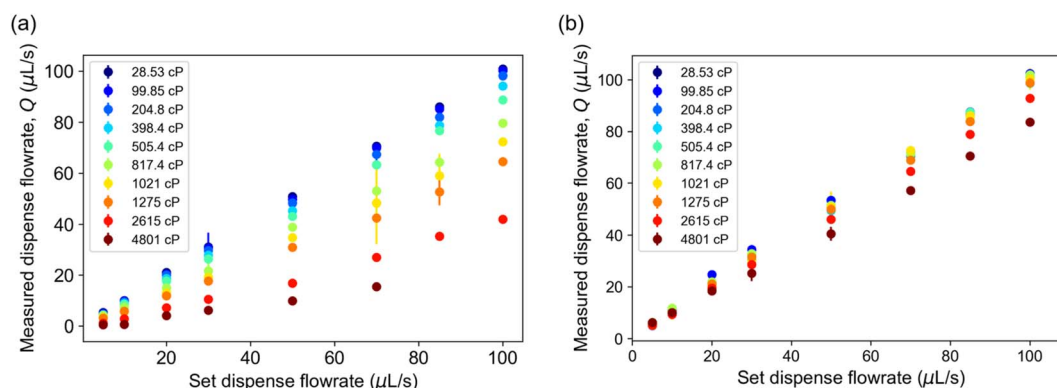 (a)
Measured dispense flowrate, Q (μL/s)
100
80
60
40
20
0
28.53 cP
99.85 cP
204.8 cP
398.4 cP
505.4 cP
817.4 cP
1021 cP
1275 cP
2615 cP
4801 cP
20
40
60
80
100
Set dispense flowrate (μL/s)
(b)
Measured dispense flowrate, Q (μL/s)
100
80
60
40
20
0
28.53 cP
99.85 cP
204.8 cP
398.4 cP
505.4 cP
817.4 cP
1021 cP
1275 cP
2615 cP
4801 cP
0
20
40
60
80
100
Set dispense flowrate (μL/s)